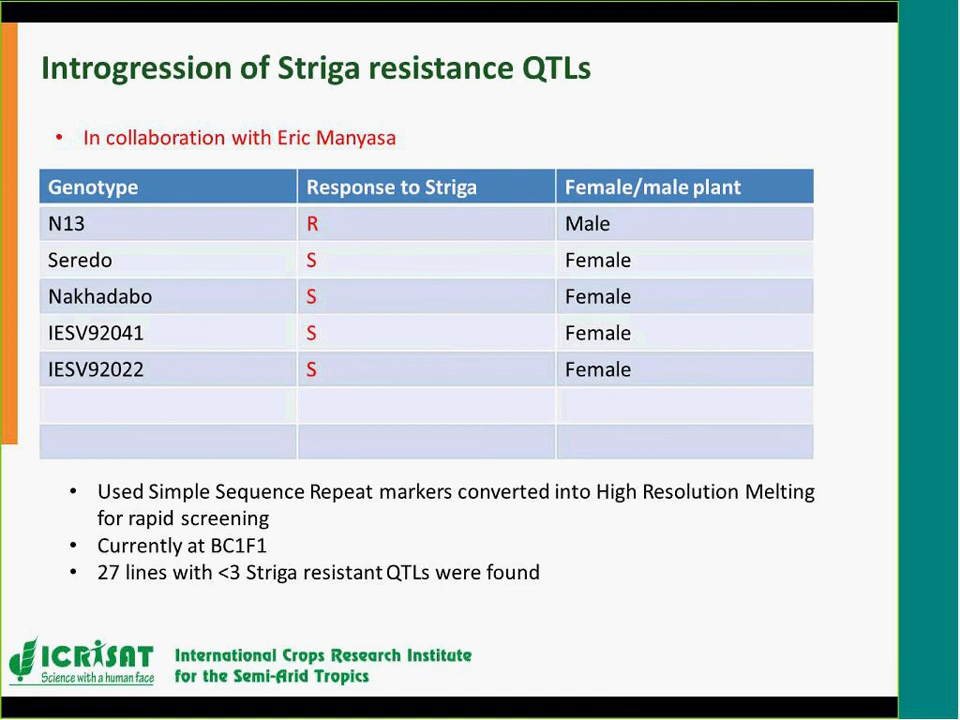 Introgression of Striga resistance QTLs
• In collaboration with Eric Manyasa
Genotype Response to Striga Female/male plant
N13 R Male
Seredo S Female
Nakhadabo S Female
IESV92041 S Female
IESV92022 S Female
• Used Simple Sequence Repeat markers converted into High Resolution Melting
for rapid screening
• Currently at BC1F1
• 27 lines with <3 Striga resistant QTLs were found
ICRISAT
Science with a human face
International Crops Research Institute
for the Semi-Arid Tropics